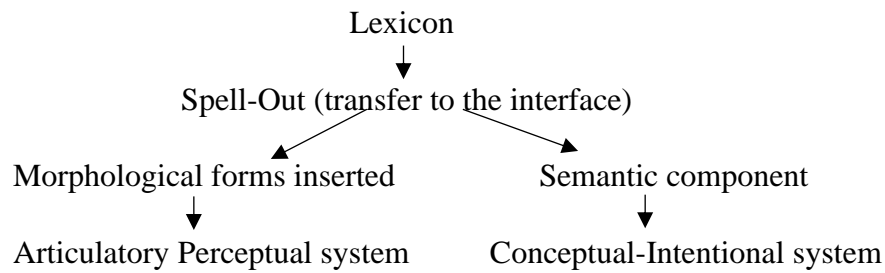 Lexicon
Spell-Out (transfer to the interface)
Morphological forms inserted Semantic component
Articulatory Perceptual system Conceptual-Intentional system